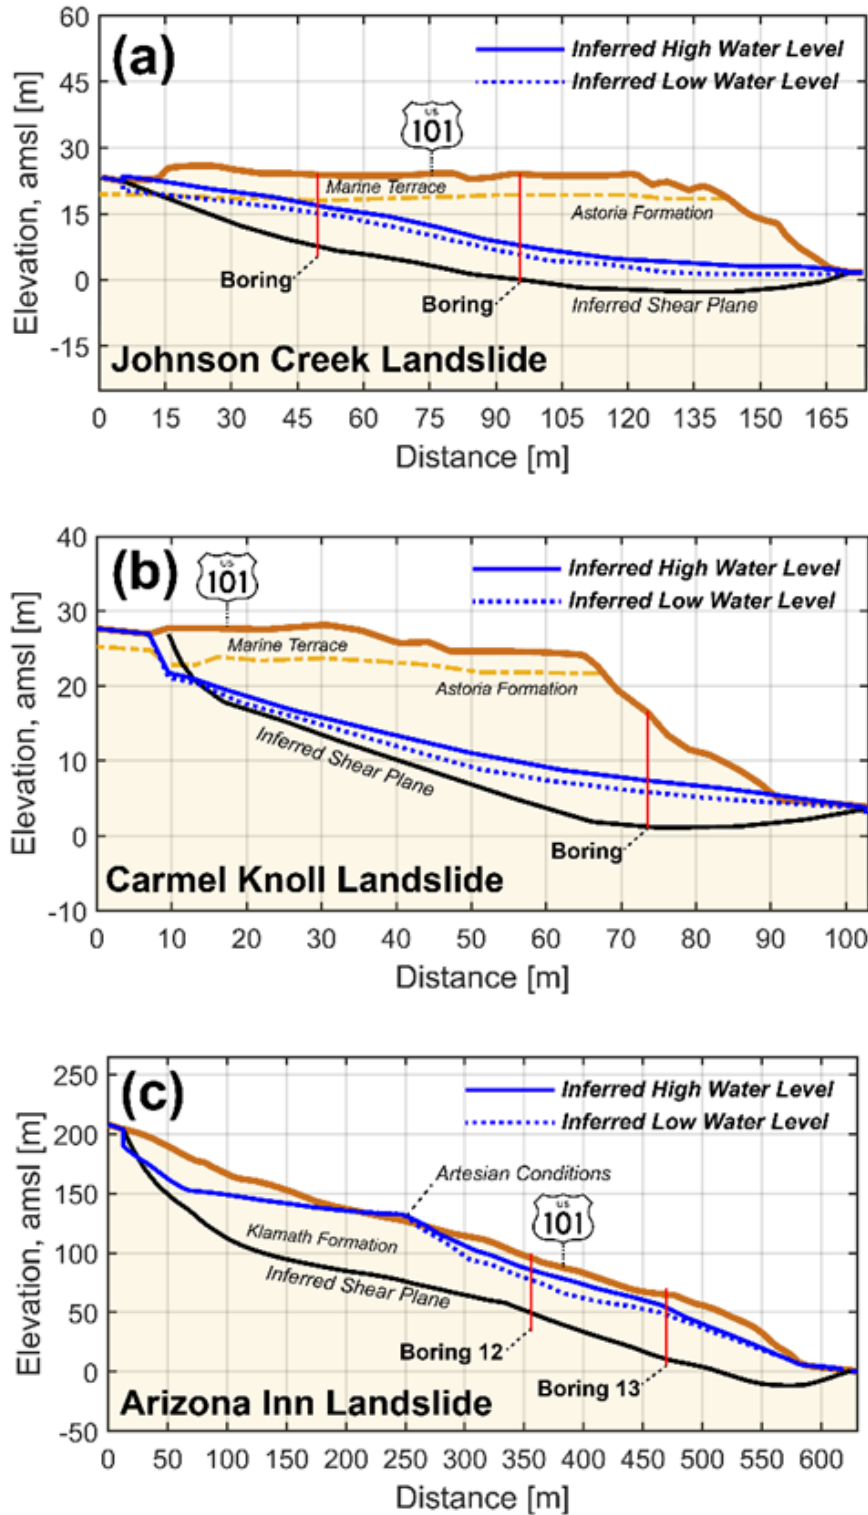 (a)
Inferred High Water Level
Inferred Low Water Level
US
101
Marine Terrace
Astoria Formation
Boring
Boring
Inferred Shear Plane
Johnson Creek Landslide
Elevation, amsl [m]
60
45
30
15
0
-15
0 15 30 45 60 75 90 105 120 135 150 165
Distance [m]
(b)
Inferred High Water Level
Inferred Low Water Level
US
101
Marine Terrace
Astoria Formation
Inferred Shear Plane
Boring
Carmel Knoll Landslide
Elevation, amsl [m]
40
30
20
10
0
-10
0 10 20 30 40 50 60 70 80 90 100
Distance [m]
(c)
Inferred High Water Level
Inferred Low Water Level
Artesian Conditions
US
101
Klamath Formation
Inferred Shear Plane
Boring 12
Boring 13
Arizona Inn Landslide
Elevation, amsl [m]
250
200
150
100
50
0
-50
0 50 100 150 200 250 300 350 400 450 500 550 600
Distance [m]